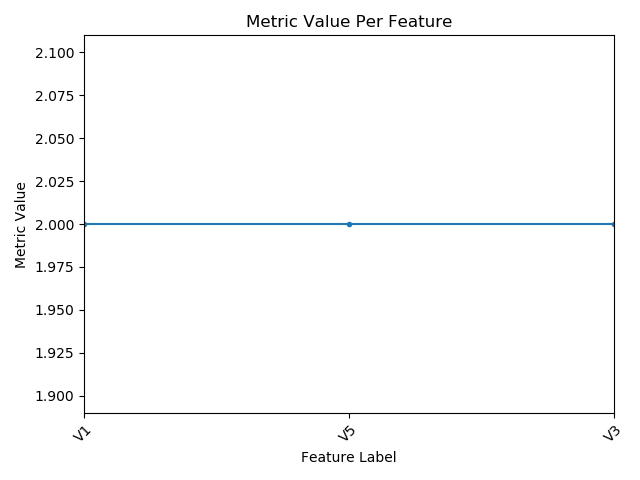 Metric Value Per Feature
2.100
2.075
2.050
2.025
2.000
1.975
1.950
1.925
1.900
Metric Value
V1
V5
V3
Feature Label